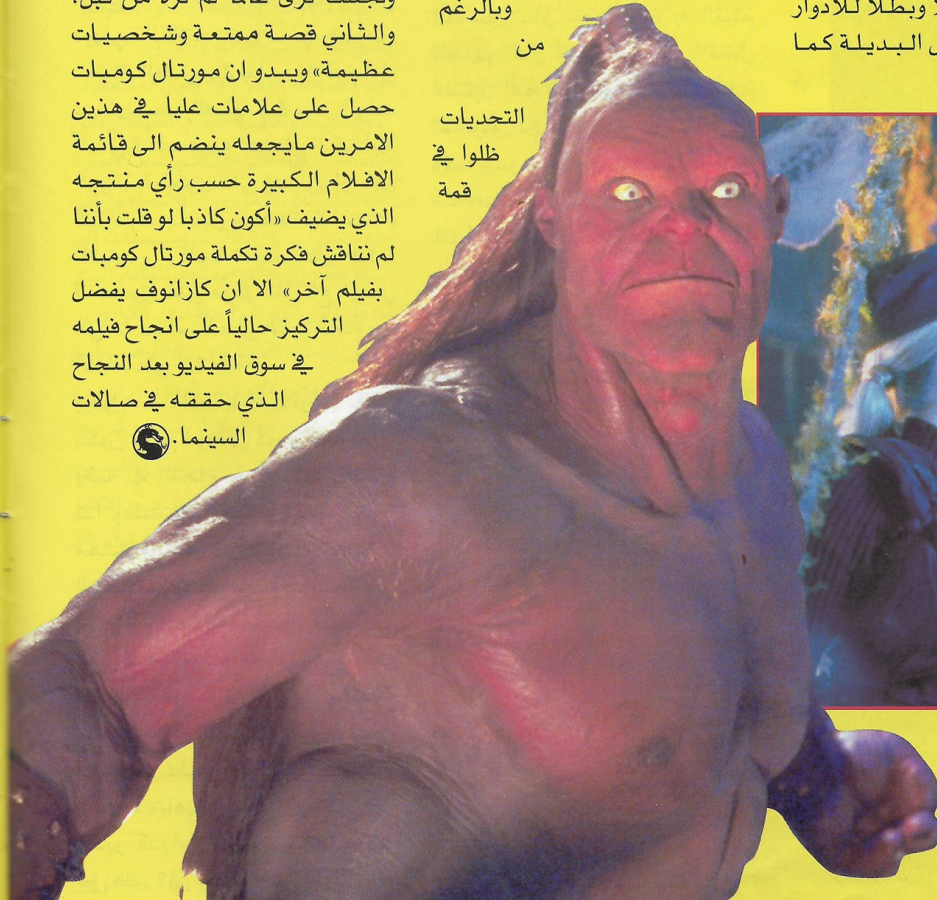 ل وبطلا للأدوار
ل البديلة كما
وبالرغم
من
التحديات
ظلوا في
قمة
والثاني قصة ممتعة وشخصيات
عظيمة» ويبدو ان مورتال كومبات
حصل على علامات عليا في هذين
الامرين مايجعله ينضم الى قائمة
الافلام الكبيرة حسب رأي منتجه
الذي يضيف «أكون كاذبا لو قلت بأننا
لم نناقش فكرة تكملة مورتال كومبات
بفيلم آخر» الا ان كازانوف يفضل
التركيز حالياً على انجاح فيلمه
في سوق الفيديو بعد النجاح
الذي حققه في صالات
السينما.